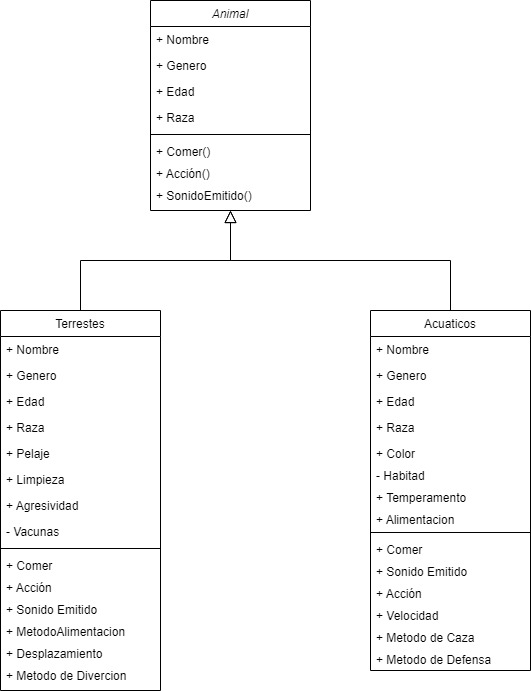 Animal
+ Nombre
+ Genero
+ Edad
+ Raza
+ Comer()
+ Acción()
+ SonidoEmitido()
Terrestes
+ Nombre
+ Genero
+ Edad
+ Raza
+ Pelaje
+ Limpieza
+ Agresividad
- Vacunas
+ Comer
+ Acción
+ Sonido Emitido
+ MetodoAlimentacion
+ Desplazamiento
+ Metodo de Divercion
Acuaticos
+ Nombre
+ Genero
+ Edad
+ Raza
+ Color
- Habitad
+ Temperamento
+ Alimentacion
+ Comer
+ Sonido Emitido
+ Acción
+ Velocidad
+ Metodo de Caza
+ Metodo de Defensa